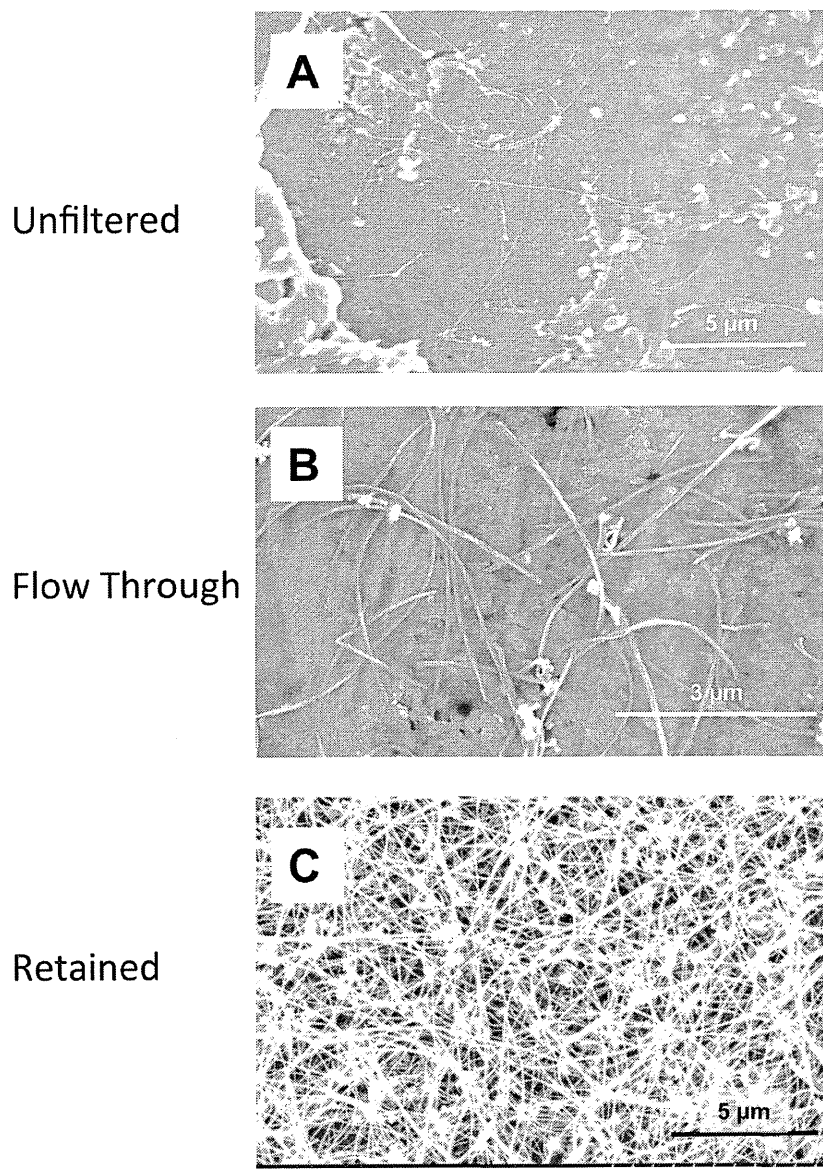 A
Unfiltered
5 µm
B
Flow Through
3 µm
C
Retained
5 µm